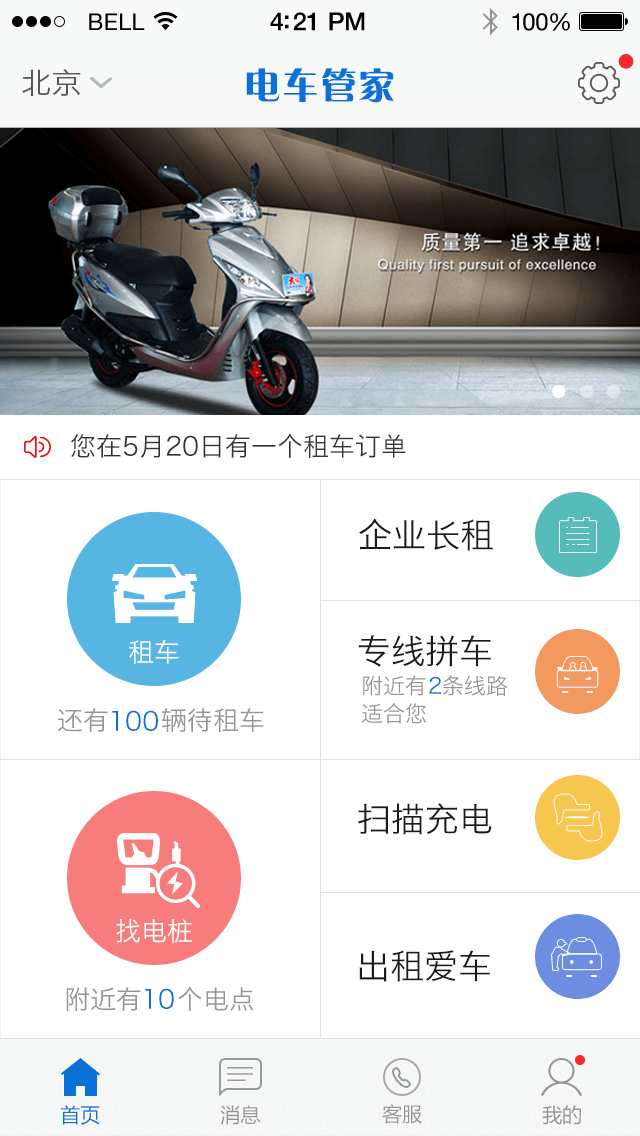 BELL 4:21 PM 100%
北京
电车管家
质量第一 追求卓越!
Quality first pursuit of excellence
您在5月20日有一个租车订单
租车
还有100辆待租车
企业长租
专线拼车
附近有2条线路
适合您
找电桩
附近有10个电点
扫描充电
出租爱车
首页
消息
客服
我的